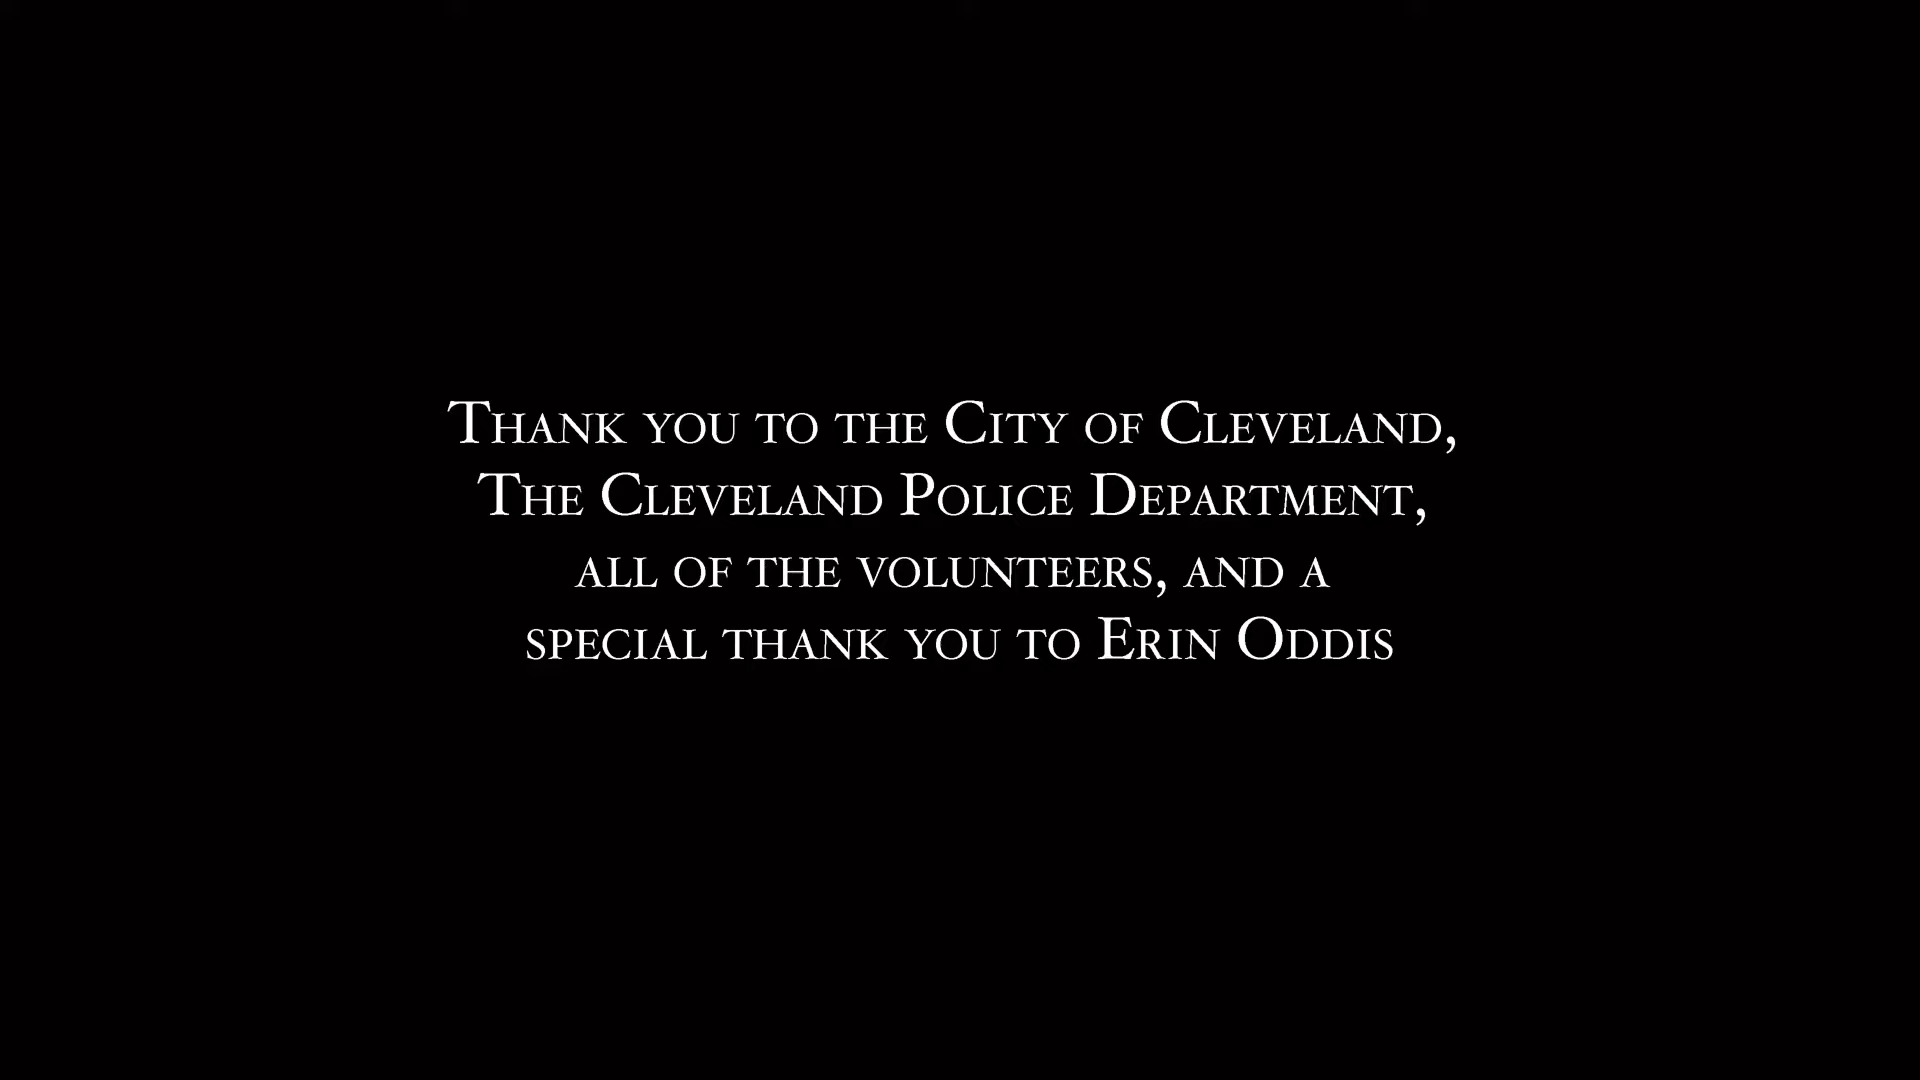 Thank you to the City of Cleveland,
The Cleveland Police Department,
all of the volunteers, and a
special thank you to Erin Oddis